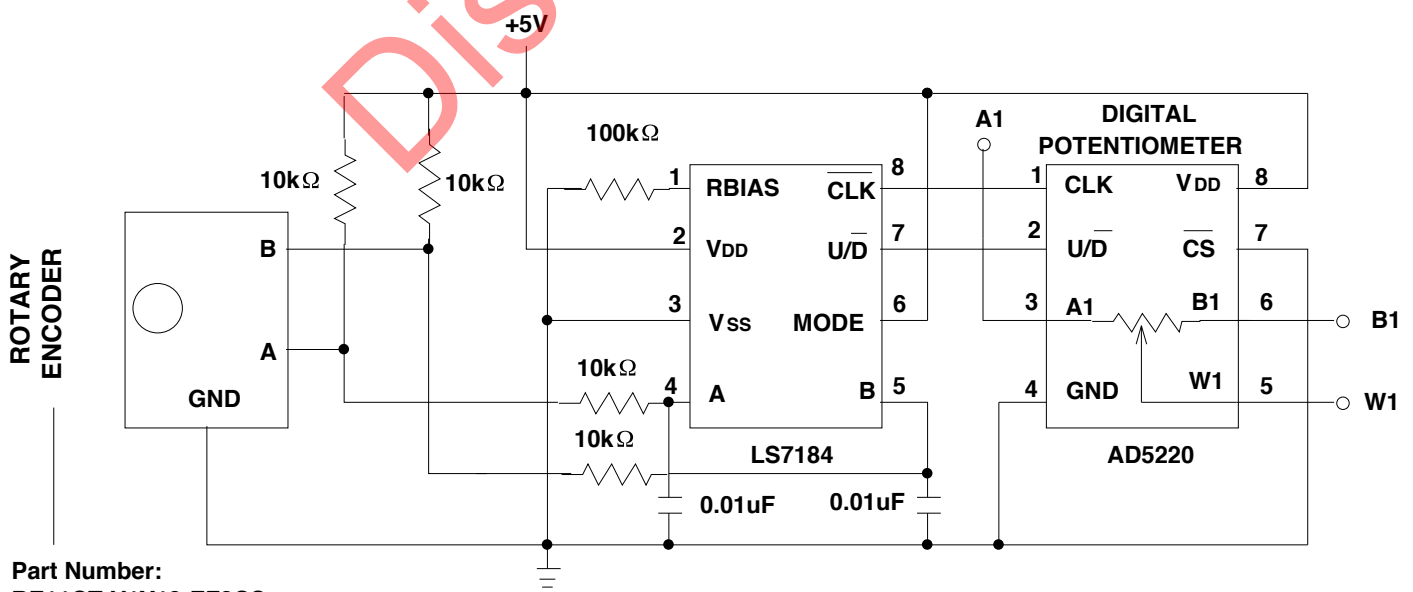 Dis
+5V
A1
DIGITAL
POTENTIOMETER
100kΩ
10kΩ
10kΩ
1 RBIAS
C̅L̅K̅ 8
1 CLK
VDD 8
2 VDD
U/D̅ 7
2 U/D̅
C̅S̅ 7
3 VSS
MODE 6
3 A1
B1 6
B1
4 A
B 5
4 GND
W1 5
W1
ROTARY
ENCODER
B
A
GND
10kΩ
10kΩ
LS7184
AD5220
0.01uF
0.01uF
Part Number: